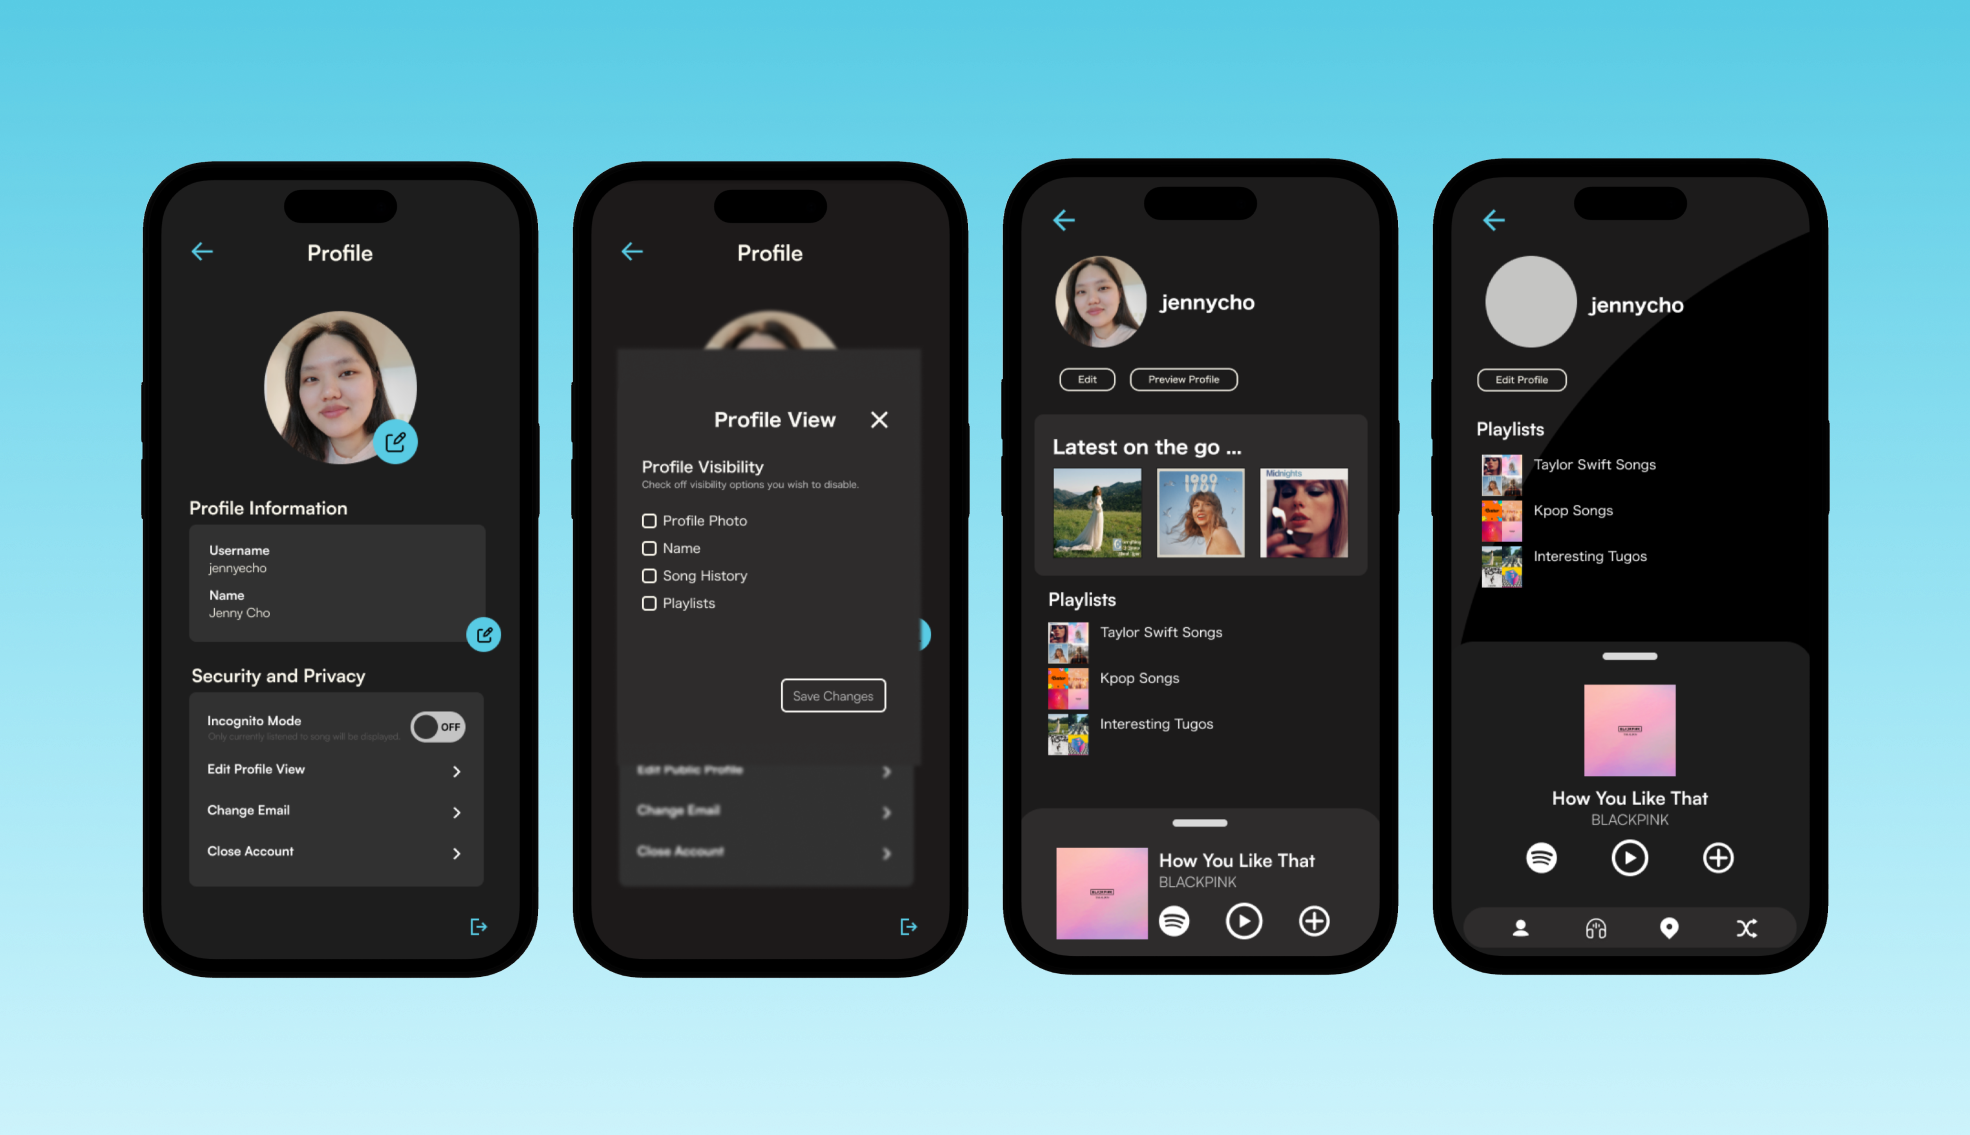 Profile
Profile Information
Username
jennyecho
Name
Jenny Cho
Security and Privacy
Incognito Mode
Only currently listened to song will be displayed.
OFF
Edit Profile View
Change Email
Close Account
Profile
Profile View
Profile Visibility
Check off visibility options you wish to disable.
Profile Photo
Name
Song History
Playlists
Save Changes
Edit Public Profile
Change Email
Close Account
jennycho
Edit
Preview Profile
Latest on the go ...
1989
Midnights
Playlists
Taylor Swift Songs
Kpop Songs
Interesting Tugos
BLACKPINK
How You Like That
BLACKPINK
jennycho
Edit Profile
Playlists
Taylor Swift Songs
Kpop Songs
Interesting Tugos
BLACKPINK
How You Like That
BLACKPINK